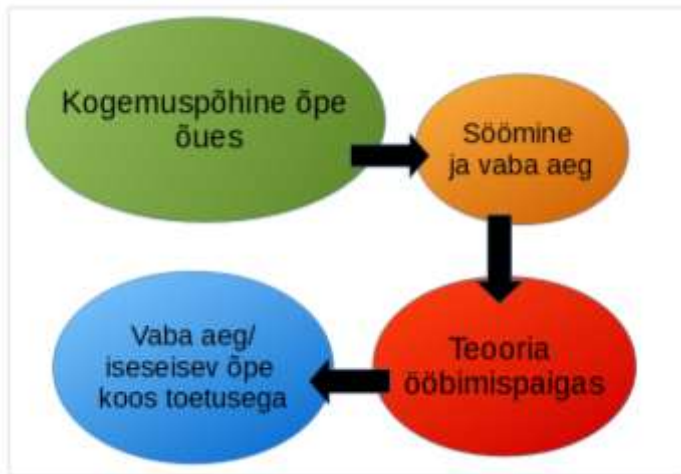 Kogemuspõhine õpe
õues
Söömine
ja vaba aeg
Teooria
ööbimispaigas
Vaba aeg/
iseseisev õpe
koos toetusega